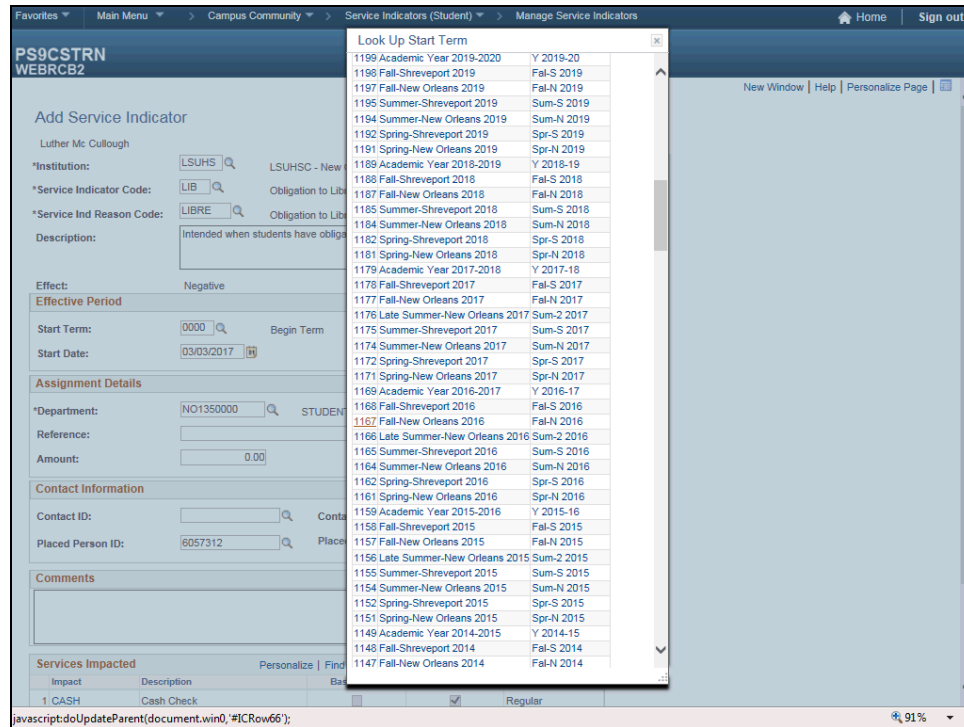 Favorites Main Menu > Campus Community > Service Indicators (Student) > Manage Service Indicators Home Sign out
PS9CSTRN
WEBRCB2
New Window | Help | Personalize Page |
Add Service Indicator
Luther Mc Cullough
*Institution: LSUHS LSUHSC - New
*Service Indicator Code: LIB Obligation to Libr
*Service Ind Reason Code: LIBRE Obligation to Libr
Description: Intended when students have obliga
Effect: Negative
Effective Period
Start Term: 0000 Begin Term
Start Date: 03/03/2017
Assignment Details
*Department: NO1350000 STUDENT
Reference:
Amount: 0.00
Contact Information
Contact ID: Conta
Placed Person ID: 6057312 Place
Comments
Services Impacted Personalize | Find
Impact Description Bas
1 CASH Cash Check Regular
Look Up Start Term
1199 Academic Year 2019-2020 Y 2019-20
1198 Fall-Shreveport 2019 Fal-S 2019
1197 Fall-New Orleans 2019 Fal-N 2019
1195 Summer-Shreveport 2019 Sum-S 2019
1194 Summer-New Orleans 2019 Sum-N 2019
1192 Spring-Shreveport 2019 Spr-S 2019
1191 Spring-New Orleans 2019 Spr-N 2019
1189 Academic Year 2018-2019 Y 2018-19
1188 Fall-Shreveport 2018 Fal-S 2018
1187 Fall-New Orleans 2018 Fal-N 2018
1185 Summer-Shreveport 2018 Sum-S 2018
1184 Summer-New Orleans 2018 Sum-N 2018
1182 Spring-Shreveport 2018 Spr-S 2018
1181 Spring-New Orleans 2018 Spr-N 2018
1179 Academic Year 2017-2018 Y 2017-18
1178 Fall-Shreveport 2017 Fal-S 2017
1177 Fall-New Orleans 2017 Fal-N 2017
1176 Late Summer-New Orleans 2017 Sum-2 2017
1175 Summer-Shreveport 2017 Sum-S 2017
1174 Summer-New Orleans 2017 Sum-N 2017
1172 Spring-Shreveport 2017 Spr-S 2017
1171 Spring-New Orleans 2017 Spr-N 2017
1169 Academic Year 2016-2017 Y 2016-17
1168 Fall-Shreveport 2016 Fal-S 2016
1167 Fall-New Orleans 2016 Fal-N 2016
1166 Late Summer-New Orleans 2016 Sum-2 2016
1165 Summer-Shreveport 2016 Sum-S 2016
1164 Summer-New Orleans 2016 Sum-N 2016
1162 Spring-Shreveport 2016 Spr-S 2016
1161 Spring-New Orleans 2016 Spr-N 2016
1159 Academic Year 2015-2016 Y 2015-16
1158 Fall-Shreveport 2015 Fal-S 2015
1157 Fall-New Orleans 2015 Fal-N 2015
1156 Late Summer-New Orleans 2015 Sum-2 2015
1155 Summer-Shreveport 2015 Sum-S 2015
1154 Summer-New Orleans 2015 Sum-N 2015
1152 Spring-Shreveport 2015 Spr-S 2015
1151 Spring-New Orleans 2015 Spr-N 2015
1149 Academic Year 2014-2015 Y 2014-15
1148 Fall-Shreveport 2014 Fal-S 2014
1147 Fall-New Orleans 2014 Fal-N 2014
javascript:doUpdateParent(document.win0,'#ICRow66'); 91%